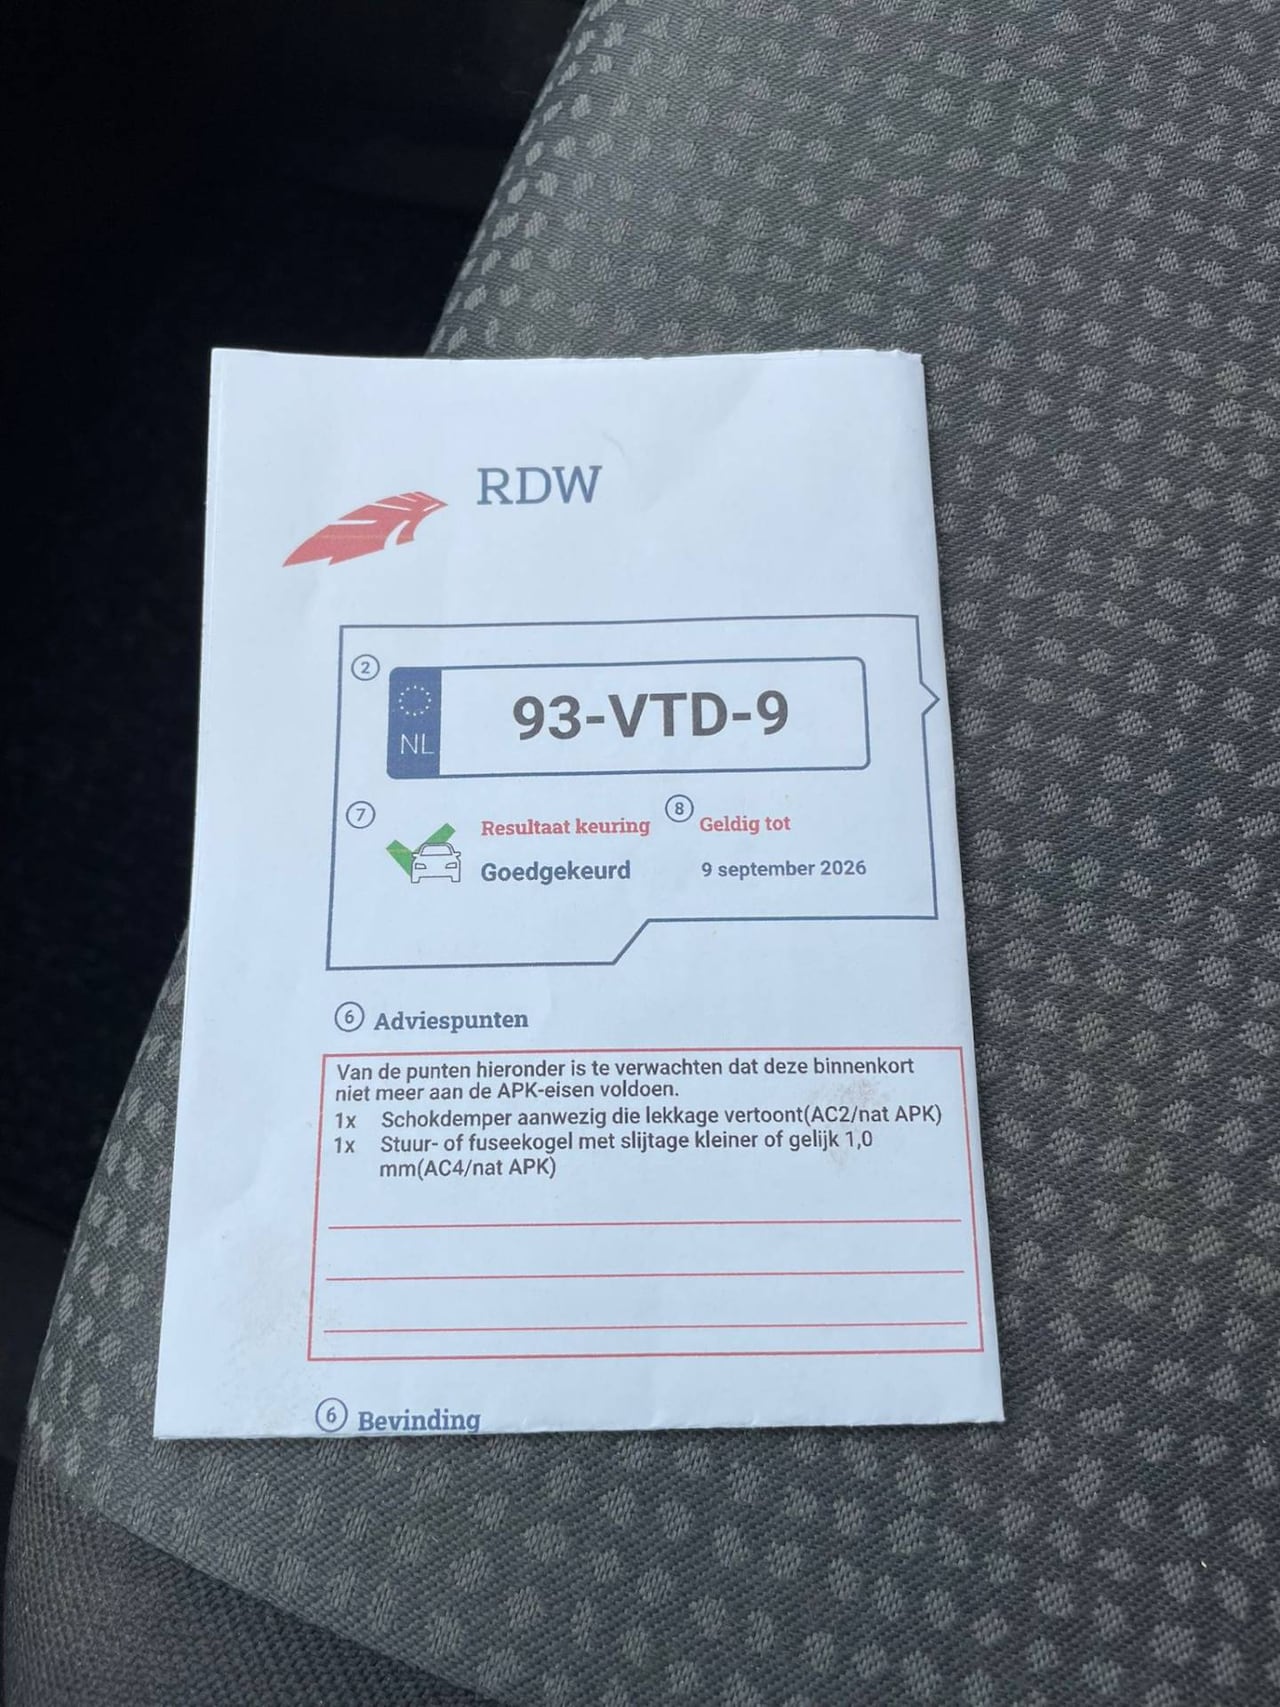 RDW
2
NL
93-VTD-9
7
Resultaat keuring
8
Geldig tot
Goedgekeurd
9 september 2026
6 Adviespunten
Van de punten hieronder is te verwachten dat deze binnenkort
niet meer aan de APK-eisen voldoen.
1x Schokdemper aanwezig die lekkage vertoont(AC2/nat APK)
1x Stuur- of fuseekogel met slijtage kleiner of gelijk 1,0
mm(AC4/nat APK)
6 Bevinding